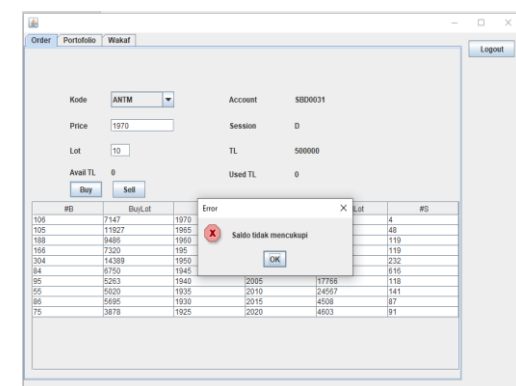 Order Portofolio Wakaf
Logout
Kode ANTM Account SBD0031
Price 1970 Session D
Lot 10 TL 500000
Avail TL 0 Used TL 0
Buy Sell
#B BuyLot Lot #S
Error
Saldo tidak mencukupi
OK
106 7147 1970 4
105 11927 1965 48
188 9486 1960 119
166 7320 195 119
304 14389 1950 232
84 6750 1945 616
95 5263 1940 2005 17766 118
55 5020 1935 2010 24567 141
86 5695 1930 2015 4508 87
75 3878 1925 2020 4603 91